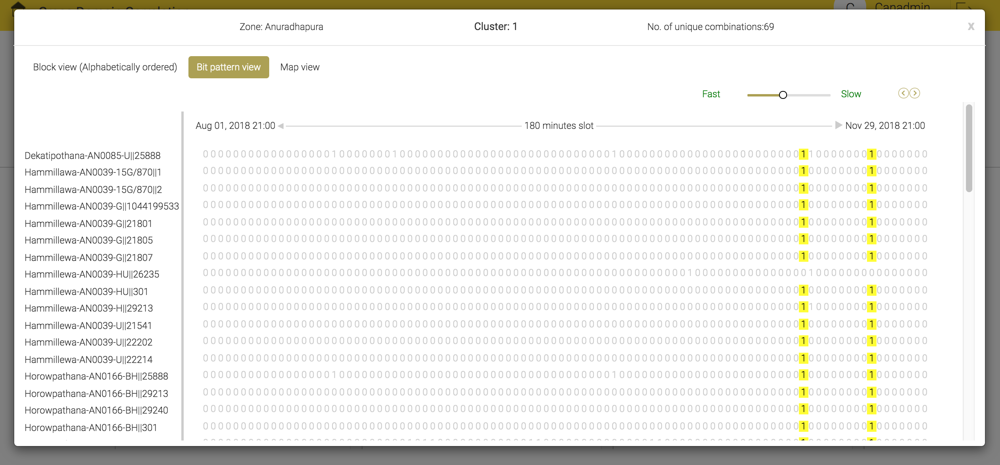 Cross Domain Correlation
C Canadmin
Zone: Anuradhapura
Cluster: 1
No. of unique combinations:69
X
Block view (Alphabetically ordered)
Bit pattern view
Map view
Fast
Slow
Aug 01, 2018 21:00
180 minutes slot
Nov 29, 2018 21:00
Dekatipothana-AN0085-U||25888 000000000000000001000000010000000000000000000000000000100000000000000000000000011000000010000000
Hammillawa-AN0039-15G/870||1 000000000000000000000000000000000000000000000000000000000000000000000000000000010000000010000000
Hammillawa-AN0039-15G/870||2 000000000000000000000000000000000000000000000000000000000000000000000000000000010000000010000000
Hammillewa-AN0039-G||1044199533 000000000000000000000000000000000000000000000000000000000000000000000000000000010000000010000000
Hammillewa-AN0039-G||21801 000000000000000000000000000000000000000000000000000000000000000000000000000000010000000010000000
Hammillewa-AN0039-G||21805 000000000000000000000000000000000000000000000000000000000000000000000000000000010000000010000000
Hammillewa-AN0039-G||21807 000000000000000000000000000000000000000000000000000000000000000000000000000000010000000010000000
Hammillewa-AN0039-HU||26235 000000000000000000000000000000000000000000000000000000000000000010000000000000001000000000000000
Hammillewa-AN0039-HU||301 000000000000000000000000000000000000000000000000000000000000000000000000000000010000000010000000
Hammillewa-AN0039-H||29213 000000000000000000000000000000000000000000000000000000000000000000000000000000011000000010000000
Hammillewa-AN0039-U||21541 000000000000000000000000000000000000000000000000000000000000000000000000000000010000000010000000
Hammillewa-AN0039-U||22202 000000000000000000000000000000000000000000000000000000000000000000000000000000010000000010000000
Hammillewa-AN0039-U||22214 000000000000000000000000000000000000000000000000000000000000000000000000000000010000000010000000
Horowpathana-AN0166-BH||25888 000000000000000001000000000000000000000000000000000000100000000000000000000000010000000010000000
Horowpathana-AN0166-BH||29213 000000000000000000000000000000000000000000000000000000000000000000000000000000010000000010000000
Horowpathana-AN0166-BH||29240 000000000000000000000000000000000000000000000000000000000000000000000000000000010000000010000000
Horowpathana-AN0166-BH||301 000000000000000000000000000000000000000000000000000000000000000000000000000000010000000010000000